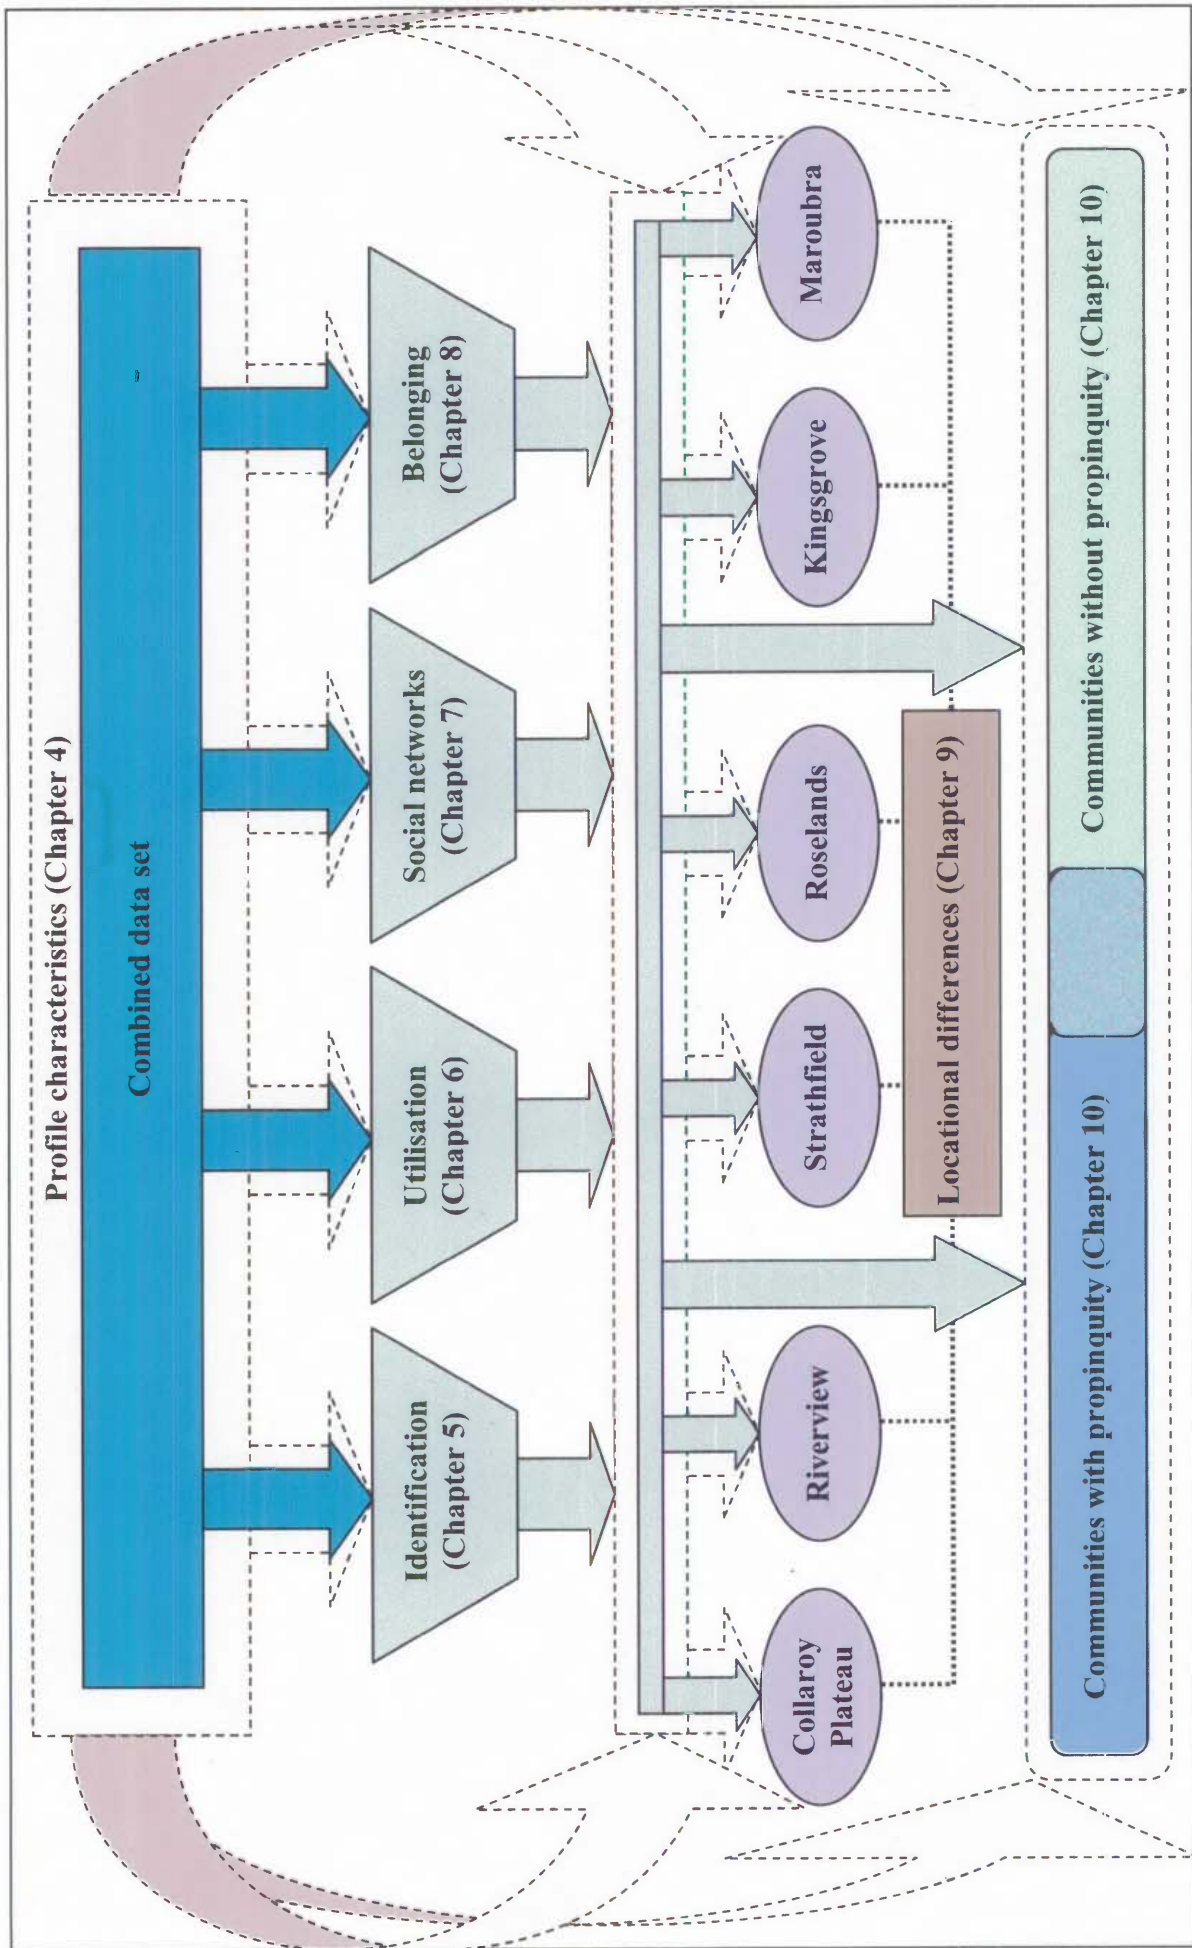 Profile characteristics (Chapter 4)
Combined data set
Identification
(Chapter 5)
Utilisation
(Chapter 6)
Social networks
(Chapter 7)
Belonging
(Chapter 8)
Collaroy
Plateau
Riverview
Strathfield
Roselands
Kingsgrove
Maroubra
Locational differences (Chapter 9)
Communities with propinquity (Chapter 10)
Communities without propinquity (Chapter 10)